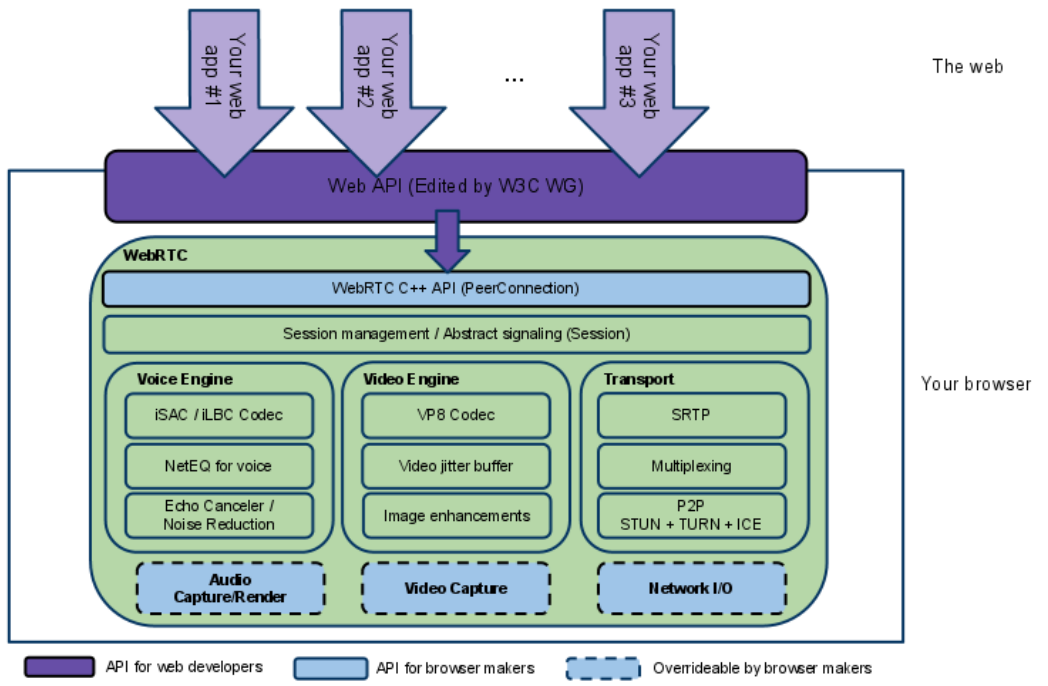 Your web
app #1
Your web
app #2
...
Your web
app #3
The web
Web API (Edited by W3C WG)
WebRTC
WebRTC C++ API (PeerConnection)
Session management / Abstract signaling (Session)
Your browser
Voice Engine
iSAC / iLBC Codec
NetEQ for voice
Echo Canceler /
Noise Reduction
Video Engine
VP8 Codec
Video jitter buffer
Image enhancements
Transport
SRTP
Multiplexing
P2P
STUN + TURN + ICE
Audio
Capture/Render
Video Capture
Network I/O
API for web developers
API for browser makers
Overrideable by browser makers